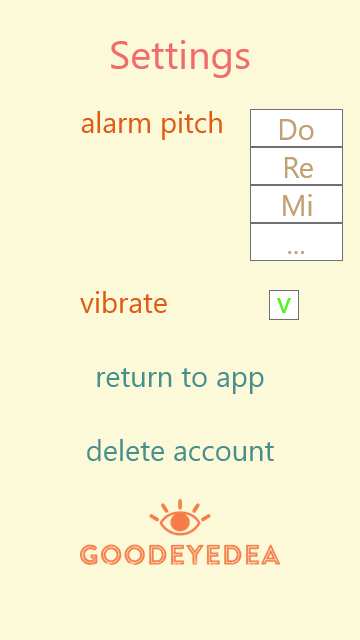 Settings
alarm pitch
Do
Re
Mi
...
vibrate v
return to app
delete account
GOODEYEDEA